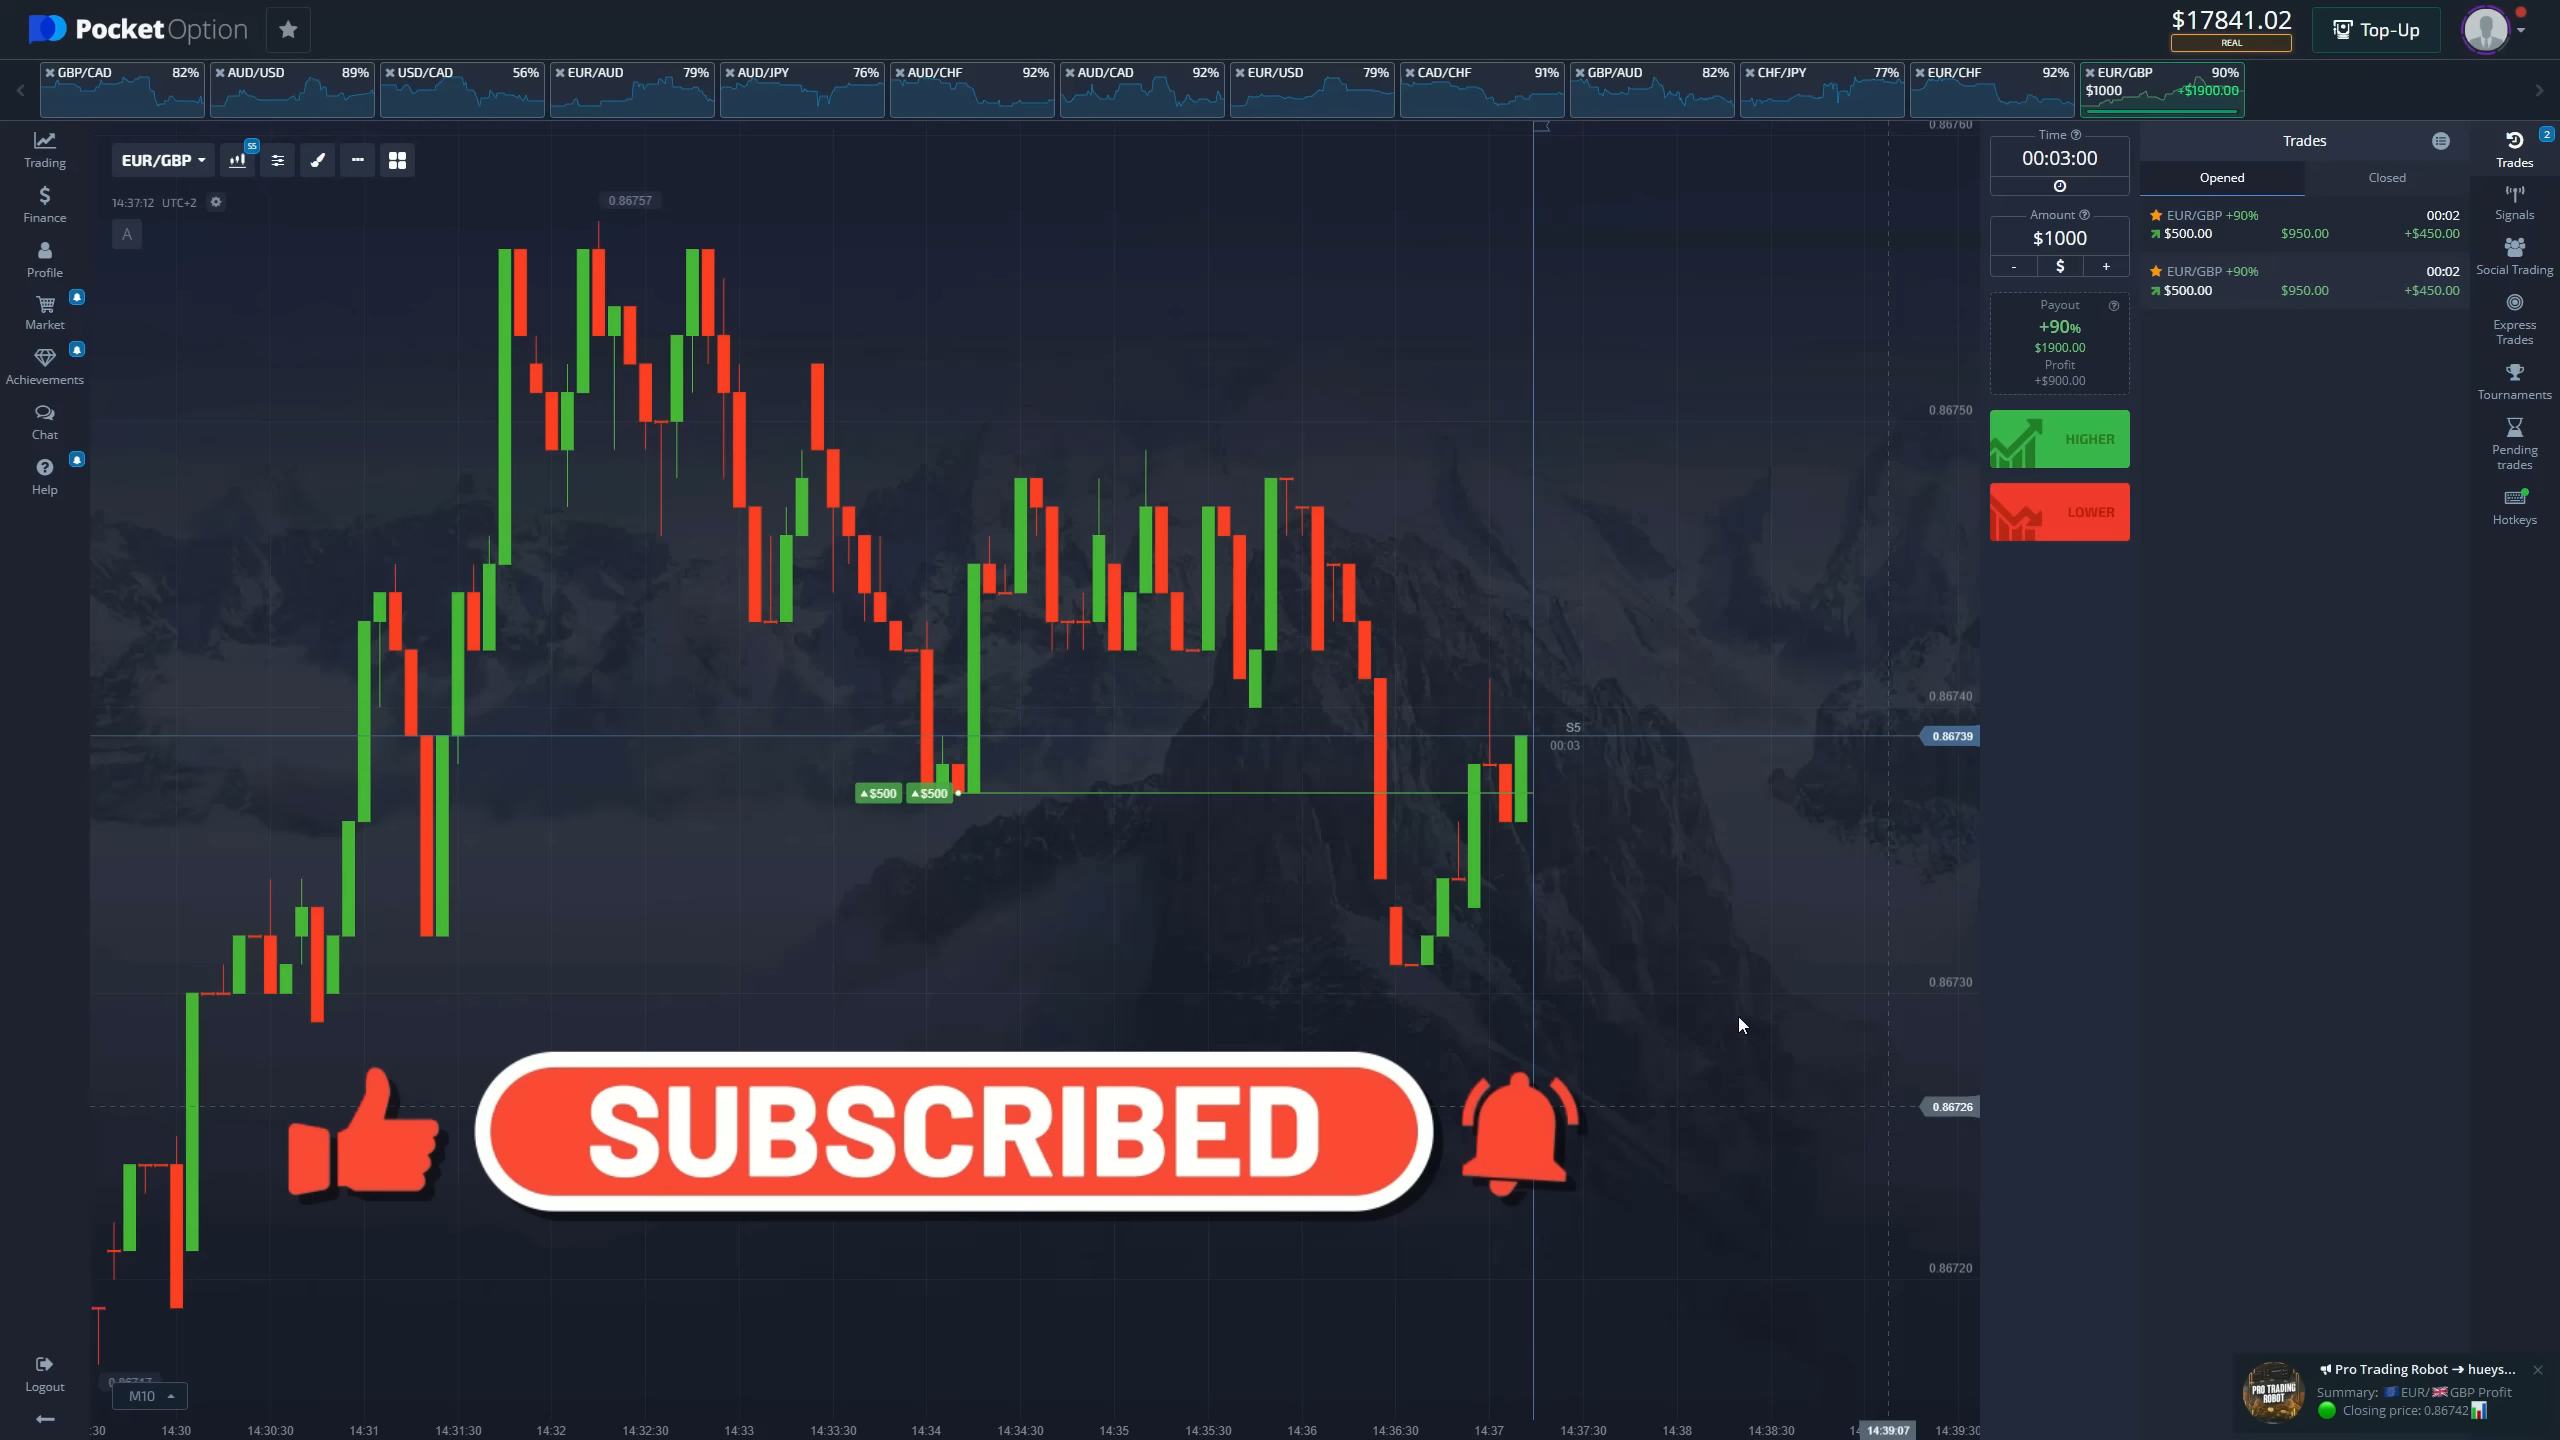 PocketOption
$17841.02
REAL
Top-Up
GBP/CAD 82%
AUD/USD 89%
USD/CAD 56%
EUR/AUD 79%
AUD/JPY 76%
AUD/CHF 92%
AUD/CAD 92%
EUR/USD 79%
CAD/CHF 91%
GBP/AUD 82%
CHF/JPY 77%
EUR/CHF 92%
EUR/GBP 90%
$1000 +$1900.00
Trading
Finance
Profile
Market
Achievements
Chat
Help
Logout
EUR/GBP
S5
14:37:12 UTC+2
A
0.86757
0.86760
0.86750
0.86740
0.86739
0.86730
0.86726
0.86720
S5
00:03
$500
$500
SUBSCRIBED
0.86717
M10
:30
14:30
14:30:30
14:31
14:31:30
14:32
14:32:30
14:33
14:33:30
14:34
14:34:30
14:35
14:35:30
14:36
14:36:30
14:37
14:37:30
14:38
14:38:30
14:39:07
14:39:30
Time
00:03:00
Amount
$1000
- $ +
Payout
+90%
$1900.00
Profit
+$900.00
HIGHER
LOWER
Trades
Opened
Closed
EUR/GBP +90% 00:02
$500.00 $950.00 +$450.00
EUR/GBP +90% 00:02
$500.00 $950.00 +$450.00
2
Trades
Signals
Social Trading
Express
Trades
Tournaments
Pending
trades
Hotkeys
PRO TRADING
ROBOT
Pro Trading Robot ➔ hueys...
Summary: 🇪🇺EUR/🇬🇧GBP Profit
🟢 Closing price: 0.86742📊